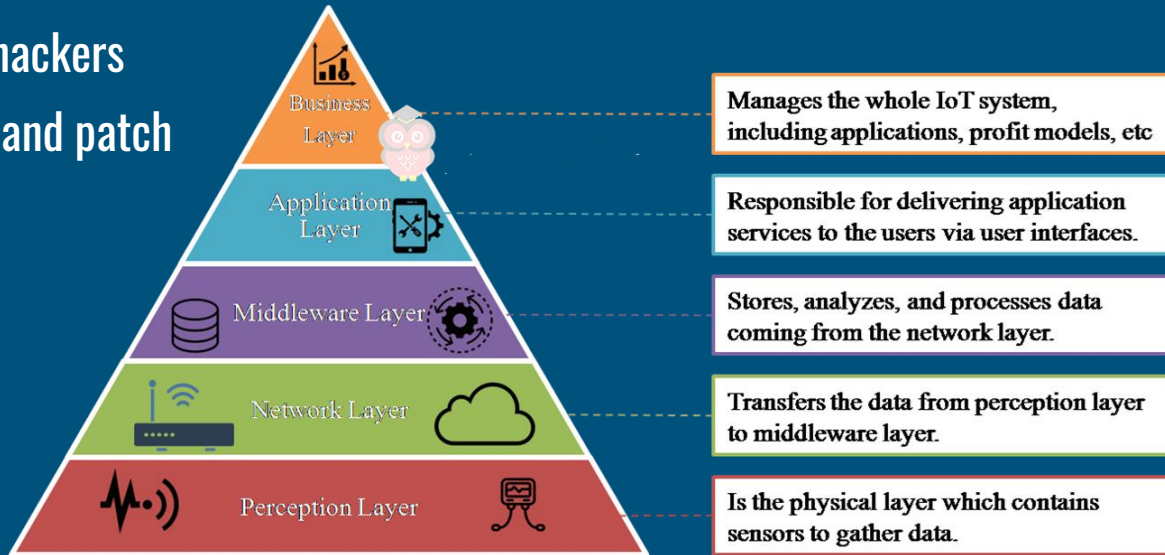 hackers
and patch
Business
Layer
Manages the whole IoT system,
including applications, profit models, etc
Application
Layer
Responsible for delivering application
services to the users via user interfaces.
Middleware Layer
Stores, analyzes, and processes data
coming from the network layer.
Network Layer
Transfers the data from perception layer
to middleware layer.
Perception Layer
Is the physical layer which contains
sensors to gather data.